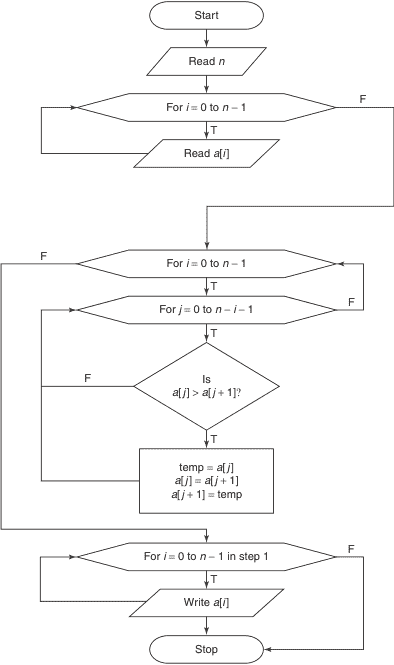 Start
Read n
For i = 0 to n – 1
F
T
Read a[i]
F
For i = 0 to n – 1
T
For j = 0 to n – i – 1
F
T
F
Is
a[j] > a[j + 1]?
T
temp = a[j]
a[j] = a[j + 1]
a[j + 1] = temp
For i = 0 to n – 1 in step 1
F
T
Write a[i]
Stop